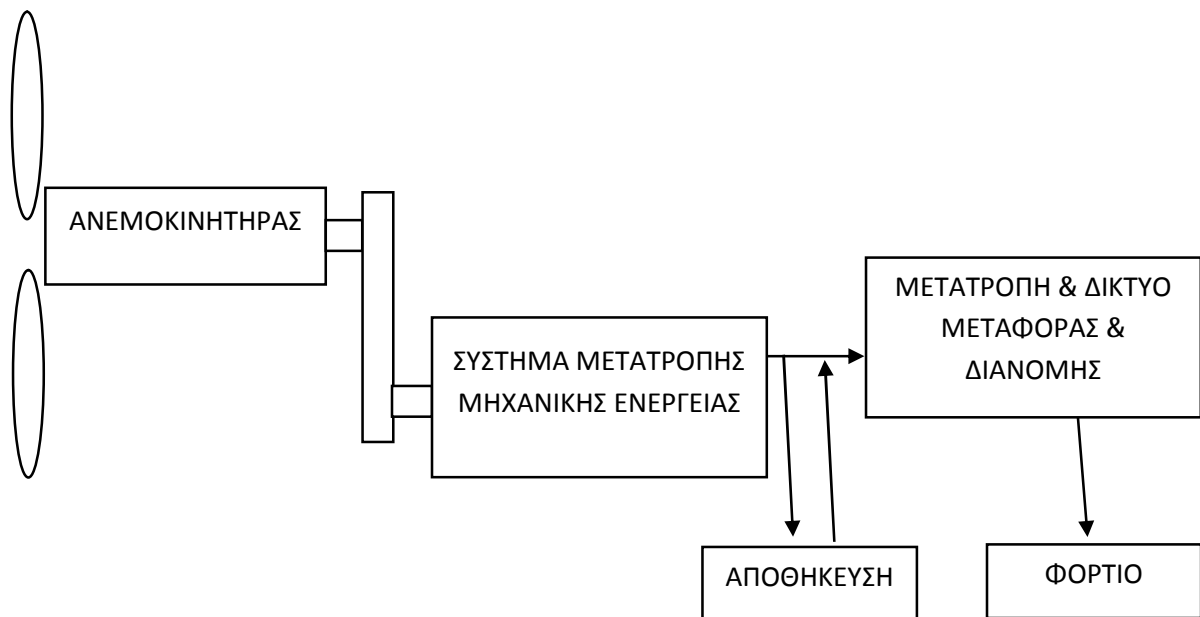 ΑΝΕΜΟΚΙΝΗΤΗΡΑΣ
ΣΥΣΤΗΜΑ ΜΕΤΑΤΡΟΠΗΣ
ΜΗΧΑΝΙΚΗΣ ΕΝΕΡΓΕΙΑΣ
ΜΕΤΑΤΡΟΠΗ & ΔΙΚΤΥΟ
ΜΕΤΑΦΟΡΑΣ &
ΔΙΑΝΟΜΗΣ
ΑΠΟΘΗΚΕΥΣΗ
ΦΟΡΤΙΟ